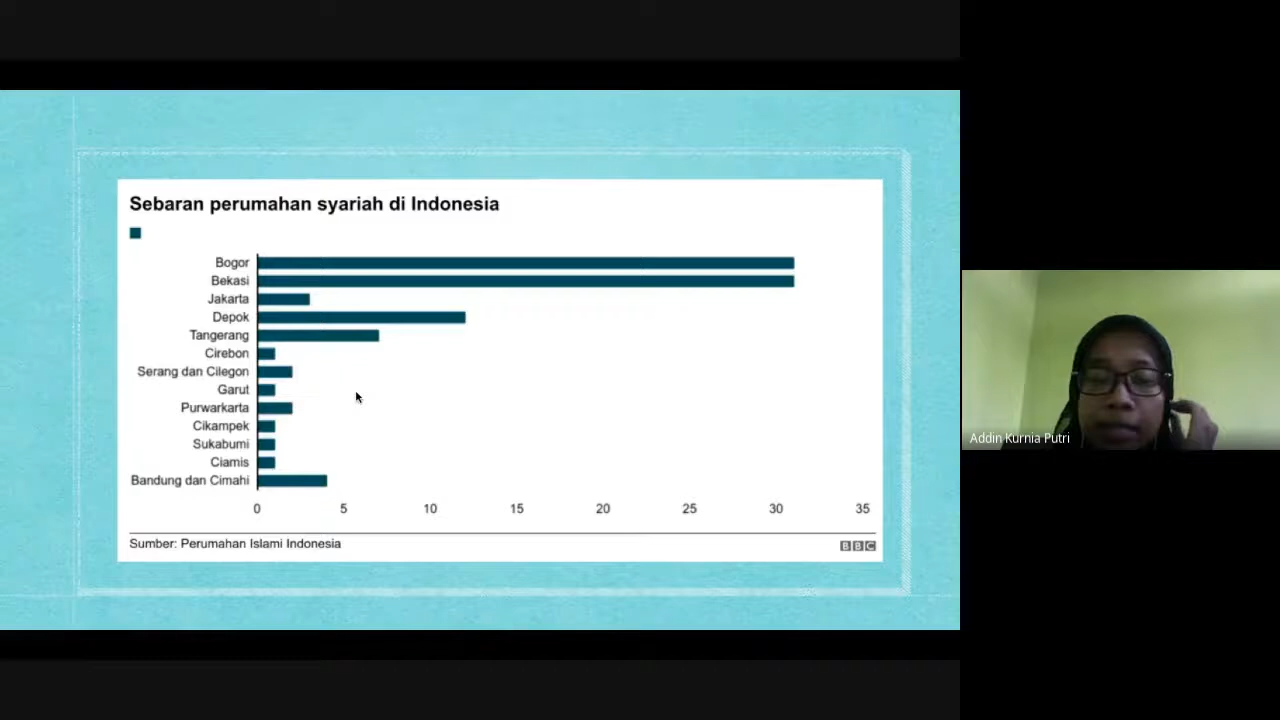 Sebaran perumahan syariah di Indonesia
Bogor
Bekasi
Jakarta
Depok
Tangerang
Cirebon
Serang dan Cilegon
Garut
Purwarkarta
Cikampek
Sukabumi
Ciamis
Bandung dan Cimahi
0 5 10 15 20 25 30 35
Sumber: Perumahan Islami Indonesia
BBC
Addin Kurnia Putri